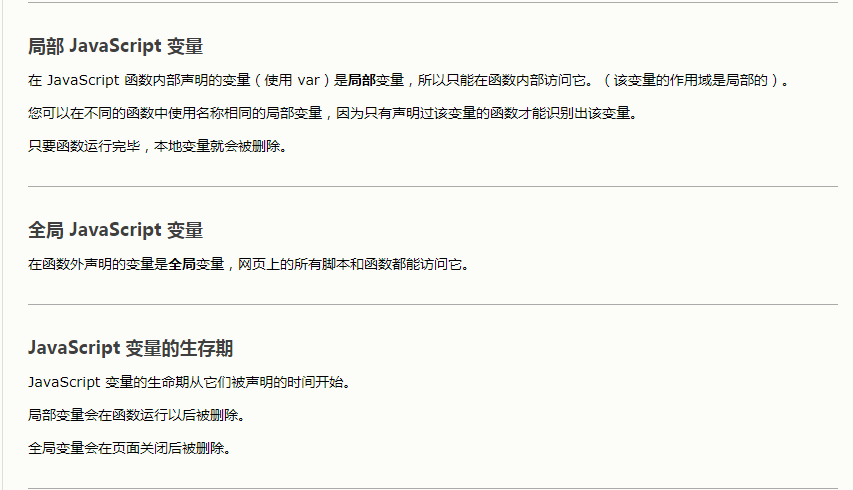 局部 JavaScript 变量
在 JavaScript 函数内部声明的变量（使用 var）是局部变量，所以只能在函数内部访问它。（该变量的作用域是局部的）。
您可以在不同的函数中使用名称相同的局部变量，因为只有声明过该变量的函数才能识别出该变量。
只要函数运行完毕，本地变量就会被删除。
全局 JavaScript 变量
在函数外声明的变量是全局变量，网页上的所有脚本和函数都能访问它。
JavaScript 变量的生存期
JavaScript 变量的生命期从它们被声明的时间开始。
局部变量会在函数运行以后被删除。
全局变量会在页面关闭后被删除。